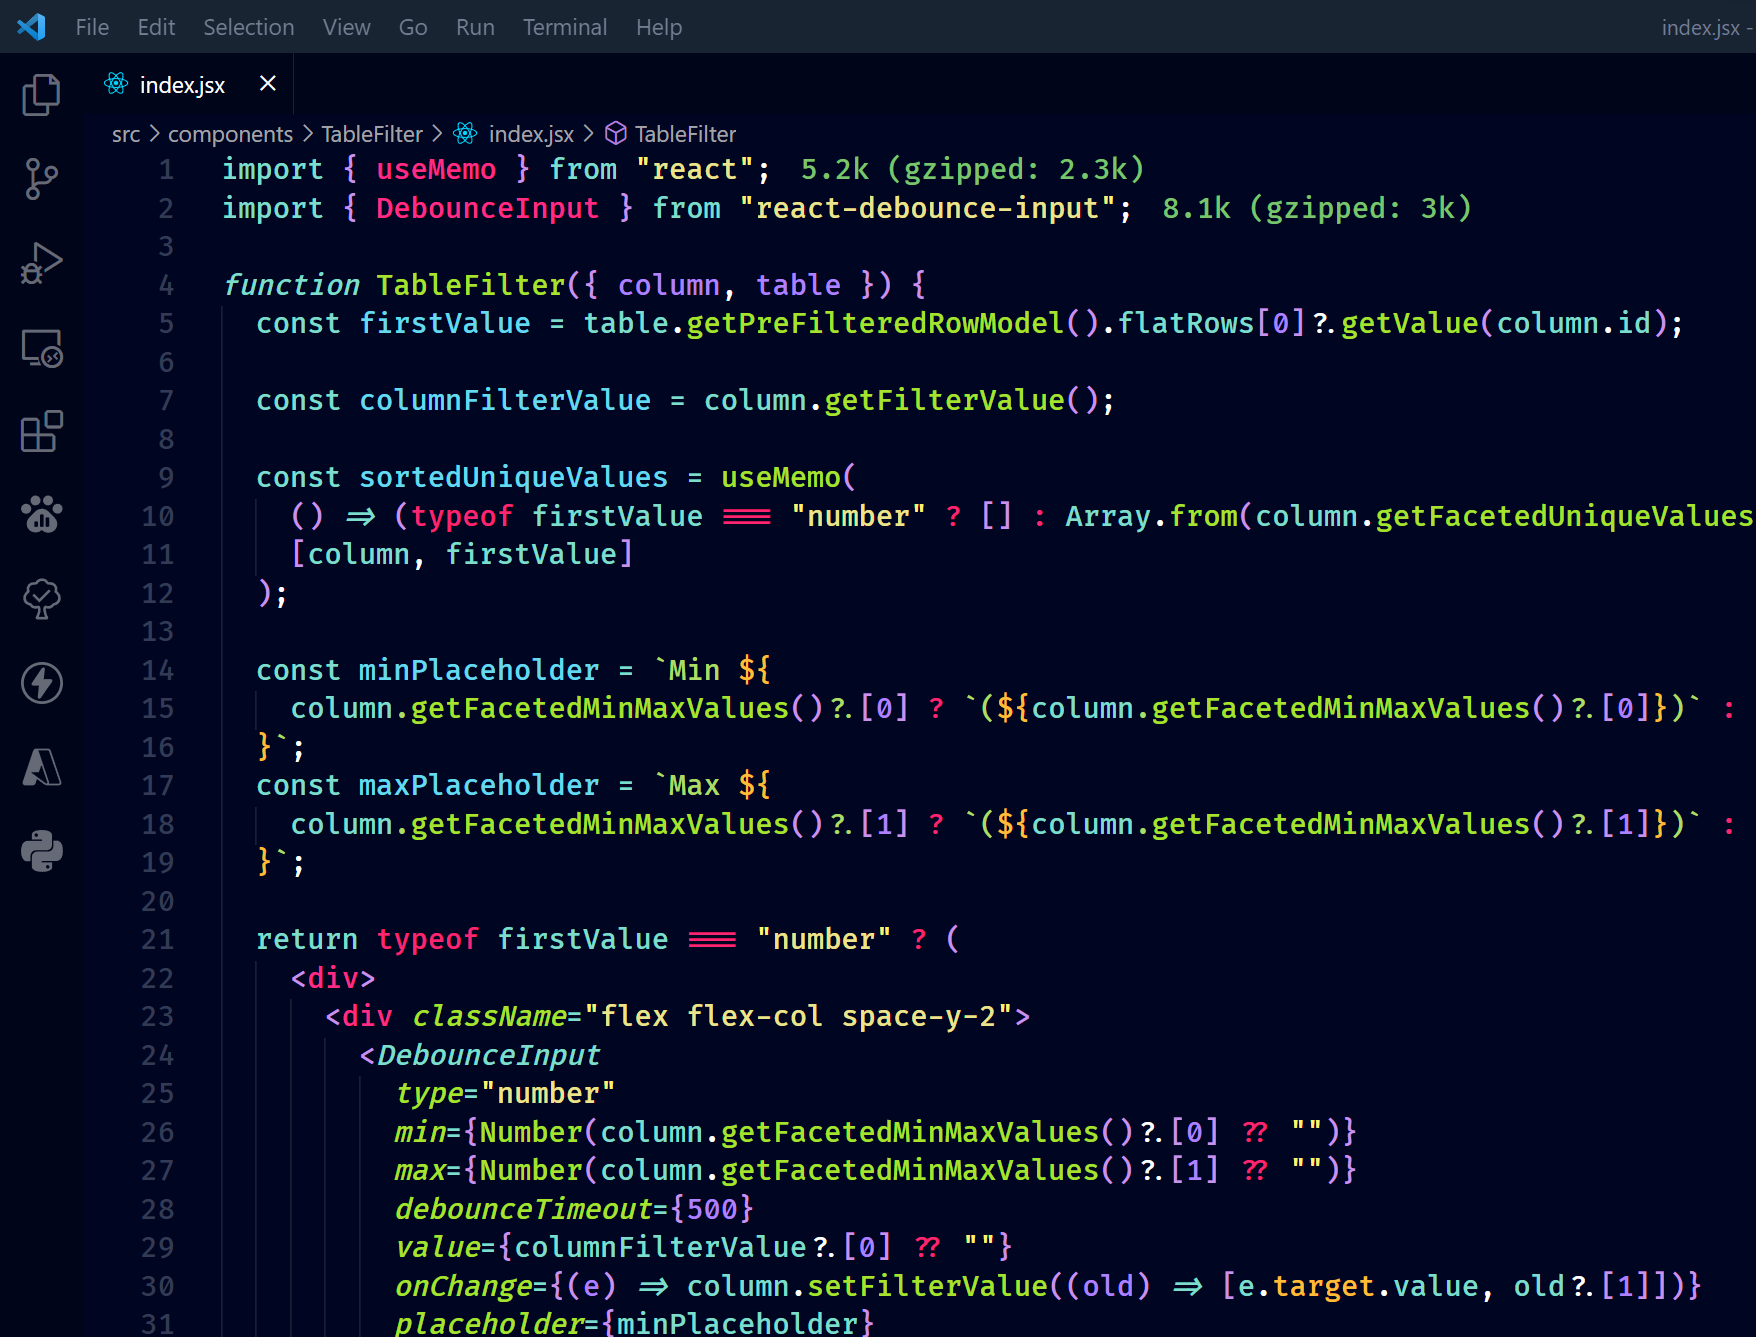 File Edit Selection View Go Run Terminal Help index.jsx -
index.jsx
src > components > TableFilter > index.jsx > TableFilter
1 import { useMemo } from "react"; 5.2k (gzipped: 2.3k)
2 import { DebounceInput } from "react-debounce-input"; 8.1k (gzipped: 3k)
3
4 function TableFilter({ column, table }) {
5 const firstValue = table.getPreFilteredRowModel().flatRows[0]?.getValue(column.id);
6
7 const columnFilterValue = column.getFilterValue();
8
9 const sortedUniqueValues = useMemo(
10 () => (typeof firstValue === "number" ? [] : Array.from(column.getFacetedUniqueValues
11 [column, firstValue]
12 );
13
14 const minPlaceholder = `Min ${
15 column.getFacetedMinMaxValues()?.[0] ? `(${column.getFacetedMinMaxValues()?.[0]})` :
16 }`;
17 const maxPlaceholder = `Max ${
18 column.getFacetedMinMaxValues()?.[1] ? `(${column.getFacetedMinMaxValues()?.[1]})` :
19 }`;
20
21 return typeof firstValue === "number" ? (
22 <div>
23 <div className="flex flex-col space-y-2">
24 <DebounceInput
25 type="number"
26 min={Number(column.getFacetedMinMaxValues()?.[0] ?? "")}
27 max={Number(column.getFacetedMinMaxValues()?.[1] ?? "")}
28 debounceTimeout={500}
29 value={columnFilterValue?.[0] ?? ""}
30 onChange={(e) => column.setFilterValue((old) => [e.target.value, old?.[1]])}
31 placeholder={minPlaceholder}